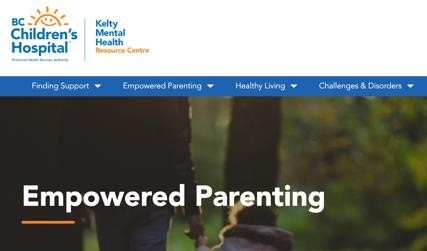 BC
Children's
Hospital
Provincial Health Services Authority
Kelty
Mental
Health
Resource Centre
Finding Support
Empowered Parenting
Healthy Living
Challenges & Disorders
Empowered Parenting